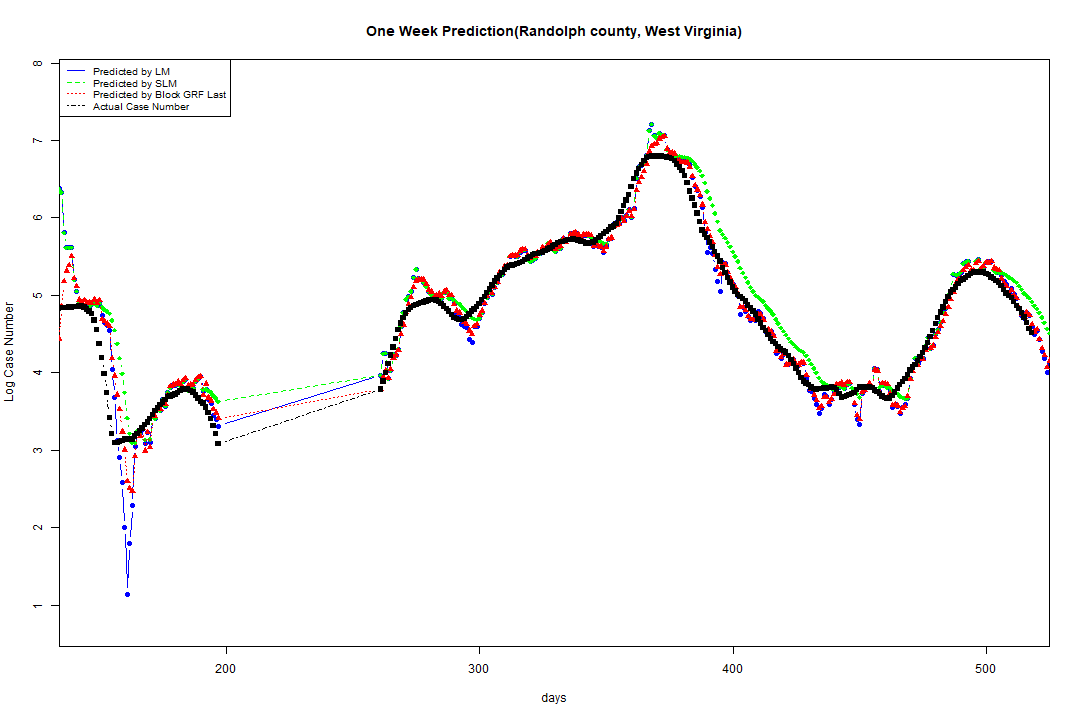 One Week Prediction(Randolph county, West Virginia)
Predicted by LM
Predicted by SLM
Predicted by Block GRF Last
Actual Case Number
8
7
6
5
4
3
2
1
Log Case Number
200 300 400 500
days